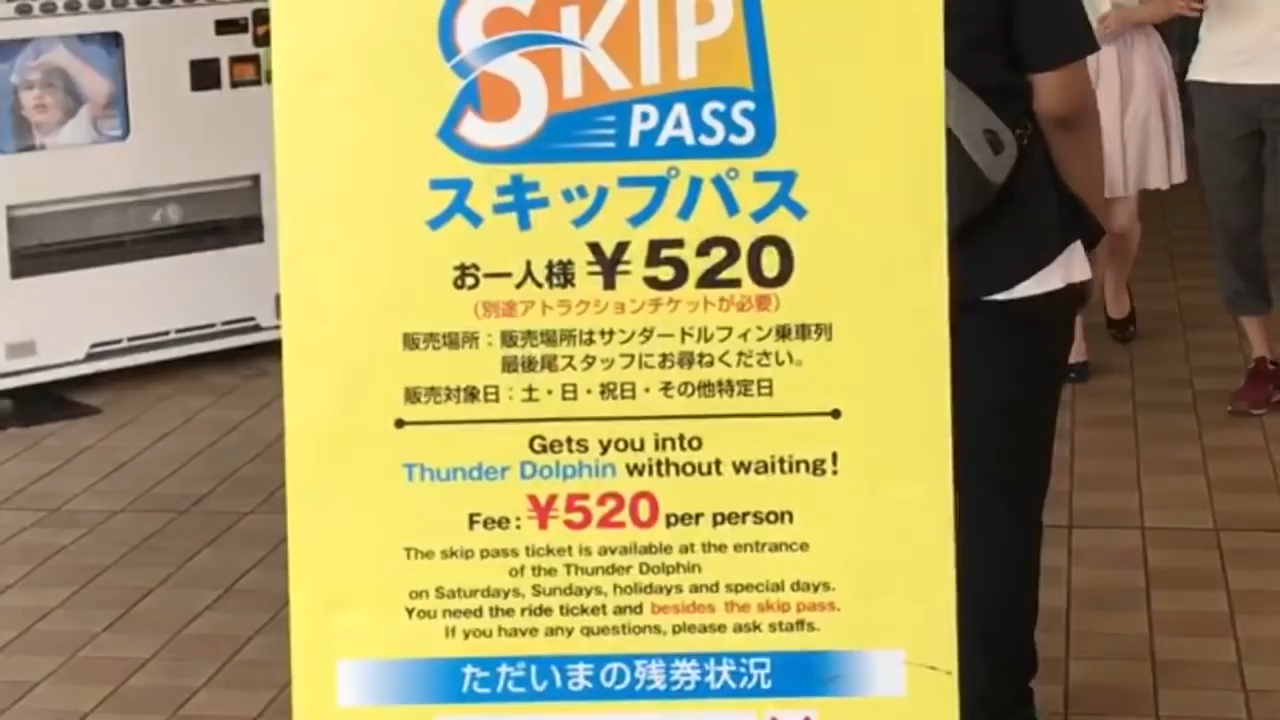 SKIP
PASS
スキップパス
お一人様 ¥520
(別途アトラクションチケットが必要)
販売場所：販売場所はサンダードルフィン乗車列
最後尾スタッフにお尋ねください。
販売対象日：土・日・祝日・その他特定日
Gets you into
Thunder Dolphin without waiting!
Fee: ¥520 per person
The skip pass ticket is available at the entrance
of the Thunder Dolphin
on Saturdays, Sundays, holidays and special days.
You need the ride ticket and besides the skip pass.
If you have any questions, please ask staffs.
ただいまの残券状況